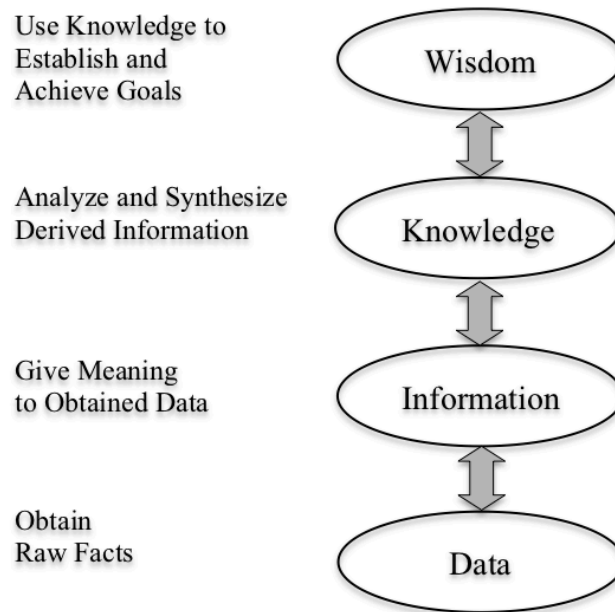 Use Knowledge to
Establish and
Achieve Goals
Wisdom
Analyze and Synthesize
Derived Information
Knowledge
Give Meaning
to Obtained Data
Information
Obtain
Raw Facts
Data